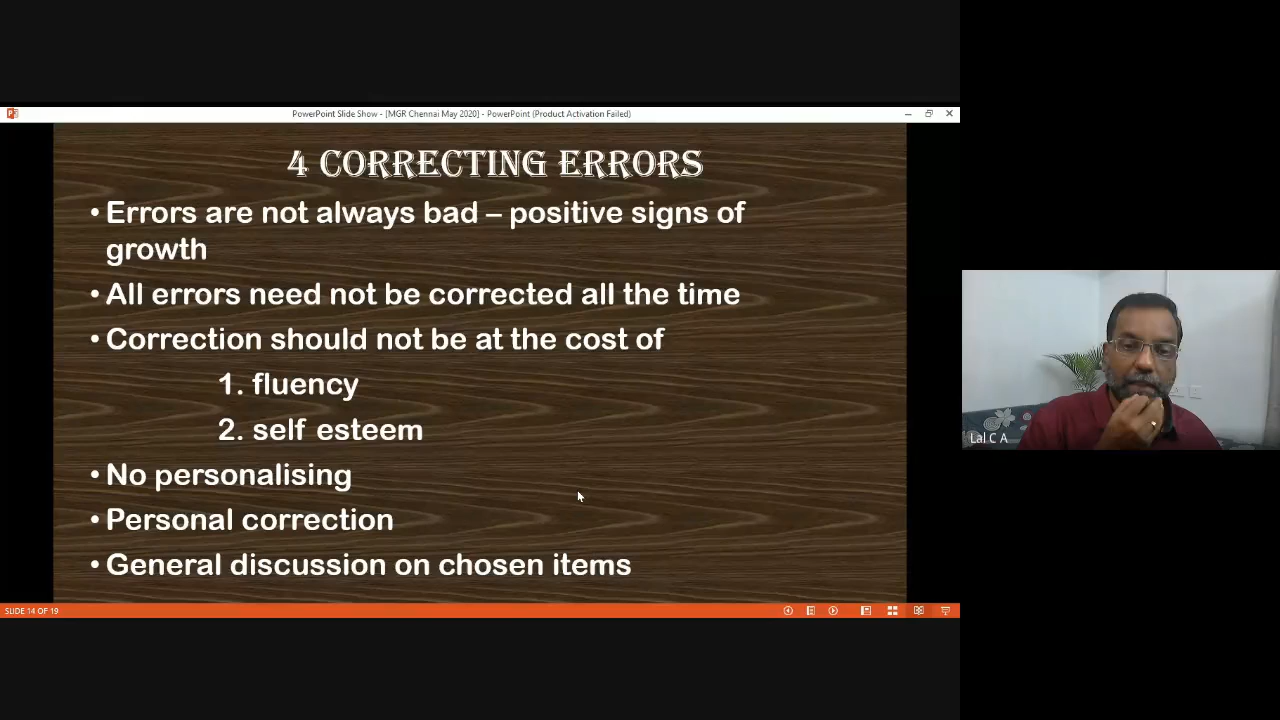 PowerPoint Slide Show - [MGR Chennai May 2020] - PowerPoint (Product Activation Failed)
4 CORRECTING ERRORS
• Errors are not always bad – positive signs of
growth
• All errors need not be corrected all the time
• Correction should not be at the cost of
1. fluency
2. self esteem
• No personalising
• Personal correction
• General discussion on chosen items
SLIDE 14 OF 19
Lal C A